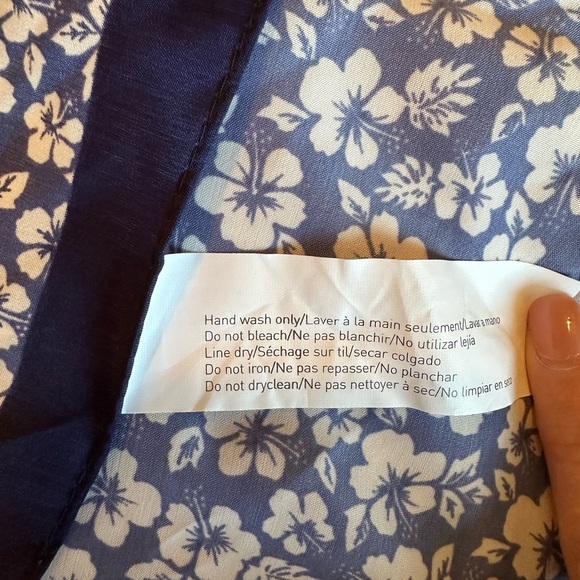 Hand wash only/Laver à la main seulement/Lavar a mano
Do not bleach/Ne pas blanchir/No utilizar lejía
Line dry/Séchage sur til/secar colgado
Do not iron/Ne pas repasser/No planchar
Do not dryclean/Ne pas nettoyer à sec/No limpiar en seco